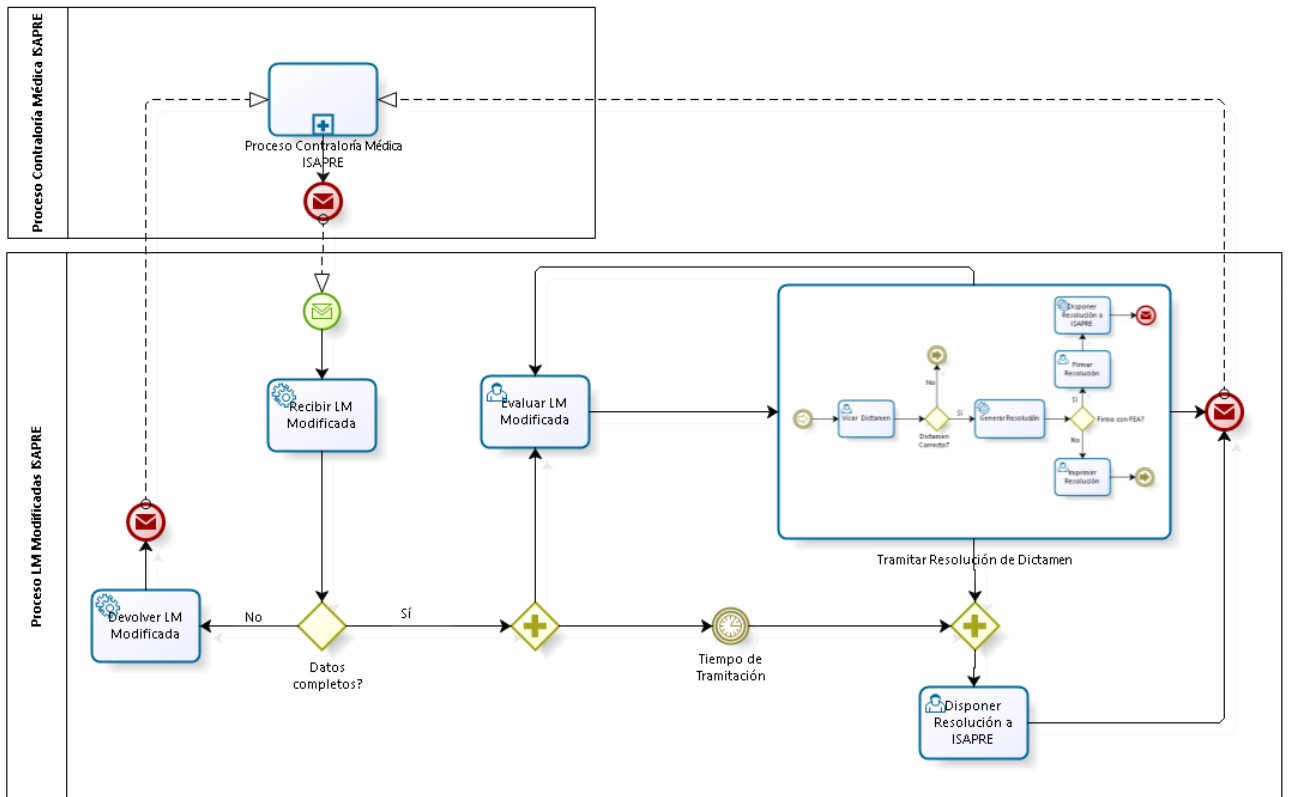 Proceso Contraloría Médica ISAPRE
Proceso Contraloría Médica
ISAPRE
Proceso LM Modificadas ISAPRE
Recibir LM
Modificada
Evaluar LM
Modificada
Visar Dictamen
No
Dictamen
Correcto?
Sí
Generar Resolución
Disponer
Resolución a
ISAPRE
Firmar
Resolución
Sí
Firma con FEA?
No
Imprimir
Resolución
Tramitar Resolución de Dictamen
Devolver LM
Modificada
No
Datos
completos?
Sí
Tiempo de
Tramitación
Disponer
Resolución a
ISAPRE